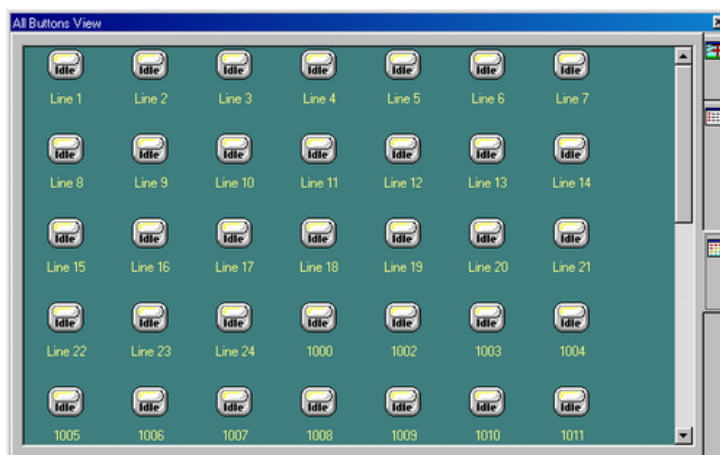 All Buttons View
Idle Idle Idle Idle Idle Idle Idle
Line 1 Line 2 Line 3 Line 4 Line 5 Line 6 Line 7
Idle Idle Idle Idle Idle Idle Idle
Line 8 Line 9 Line 10 Line 11 Line 12 Line 13 Line 14
Idle Idle Idle Idle Idle Idle Idle
Line 15 Line 16 Line 17 Line 18 Line 19 Line 20 Line 21
Idle Idle Idle Idle Idle Idle Idle
Line 22 Line 23 Line 24 1000 1002 1003 1004
Idle Idle Idle Idle Idle Idle Idle
1005 1006 1007 1008 1009 1010 1011